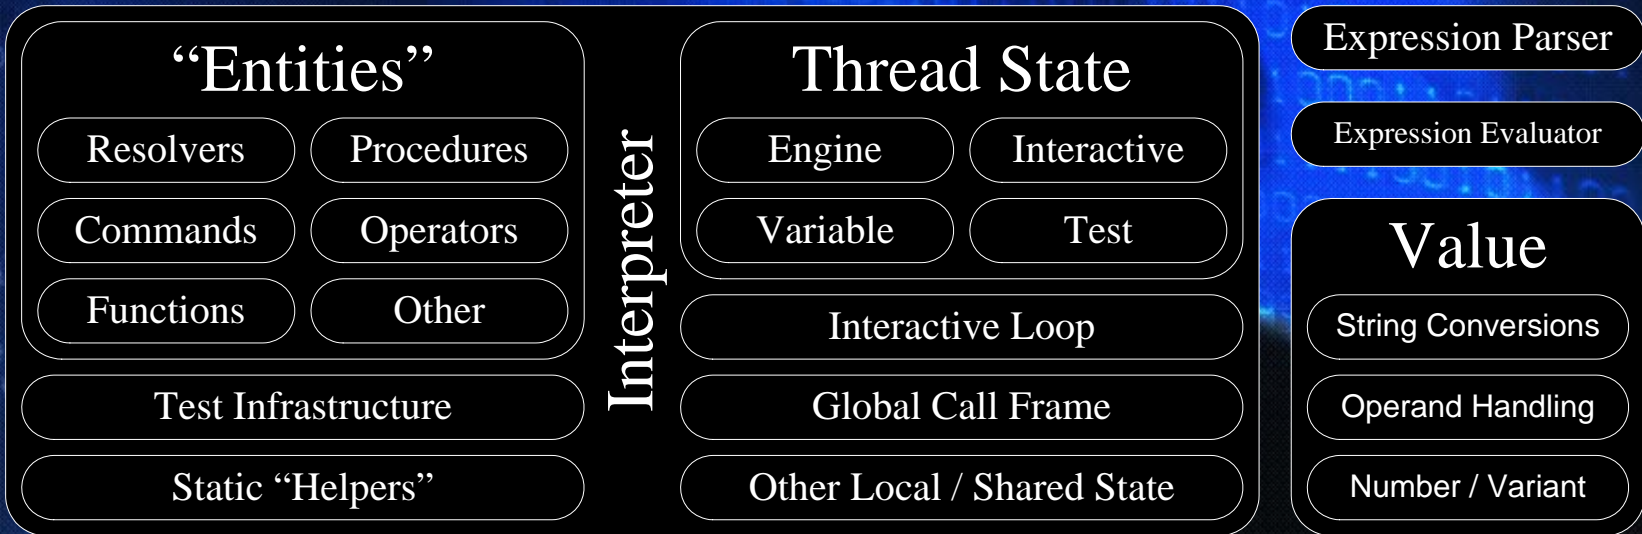 “Entities”
Resolvers
Procedures
Commands
Operators
Functions
Other
Test Infrastructure
Static “Helpers”
Interpreter
Thread State
Engine
Interactive
Variable
Test
Interactive Loop
Global Call Frame
Other Local / Shared State
Expression Parser
Expression Evaluator
Value
String Conversions
Operand Handling
Number / Variant